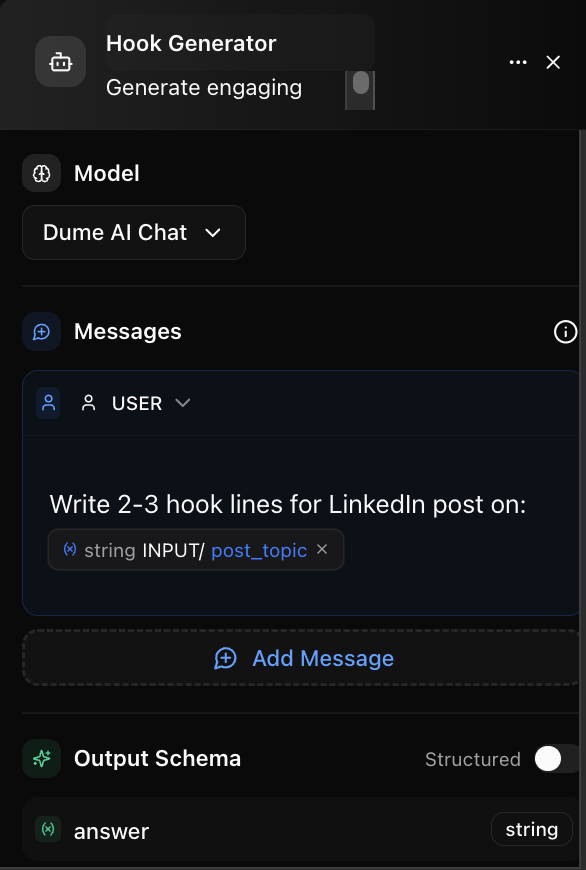 Hook Generator
Generate engaging
Model
Dume AI Chat
Messages
USER
Write 2-3 hook lines for LinkedIn post on:
string INPUT/ post_topic ×
Add Message
Output Schema
Structured
answer
string